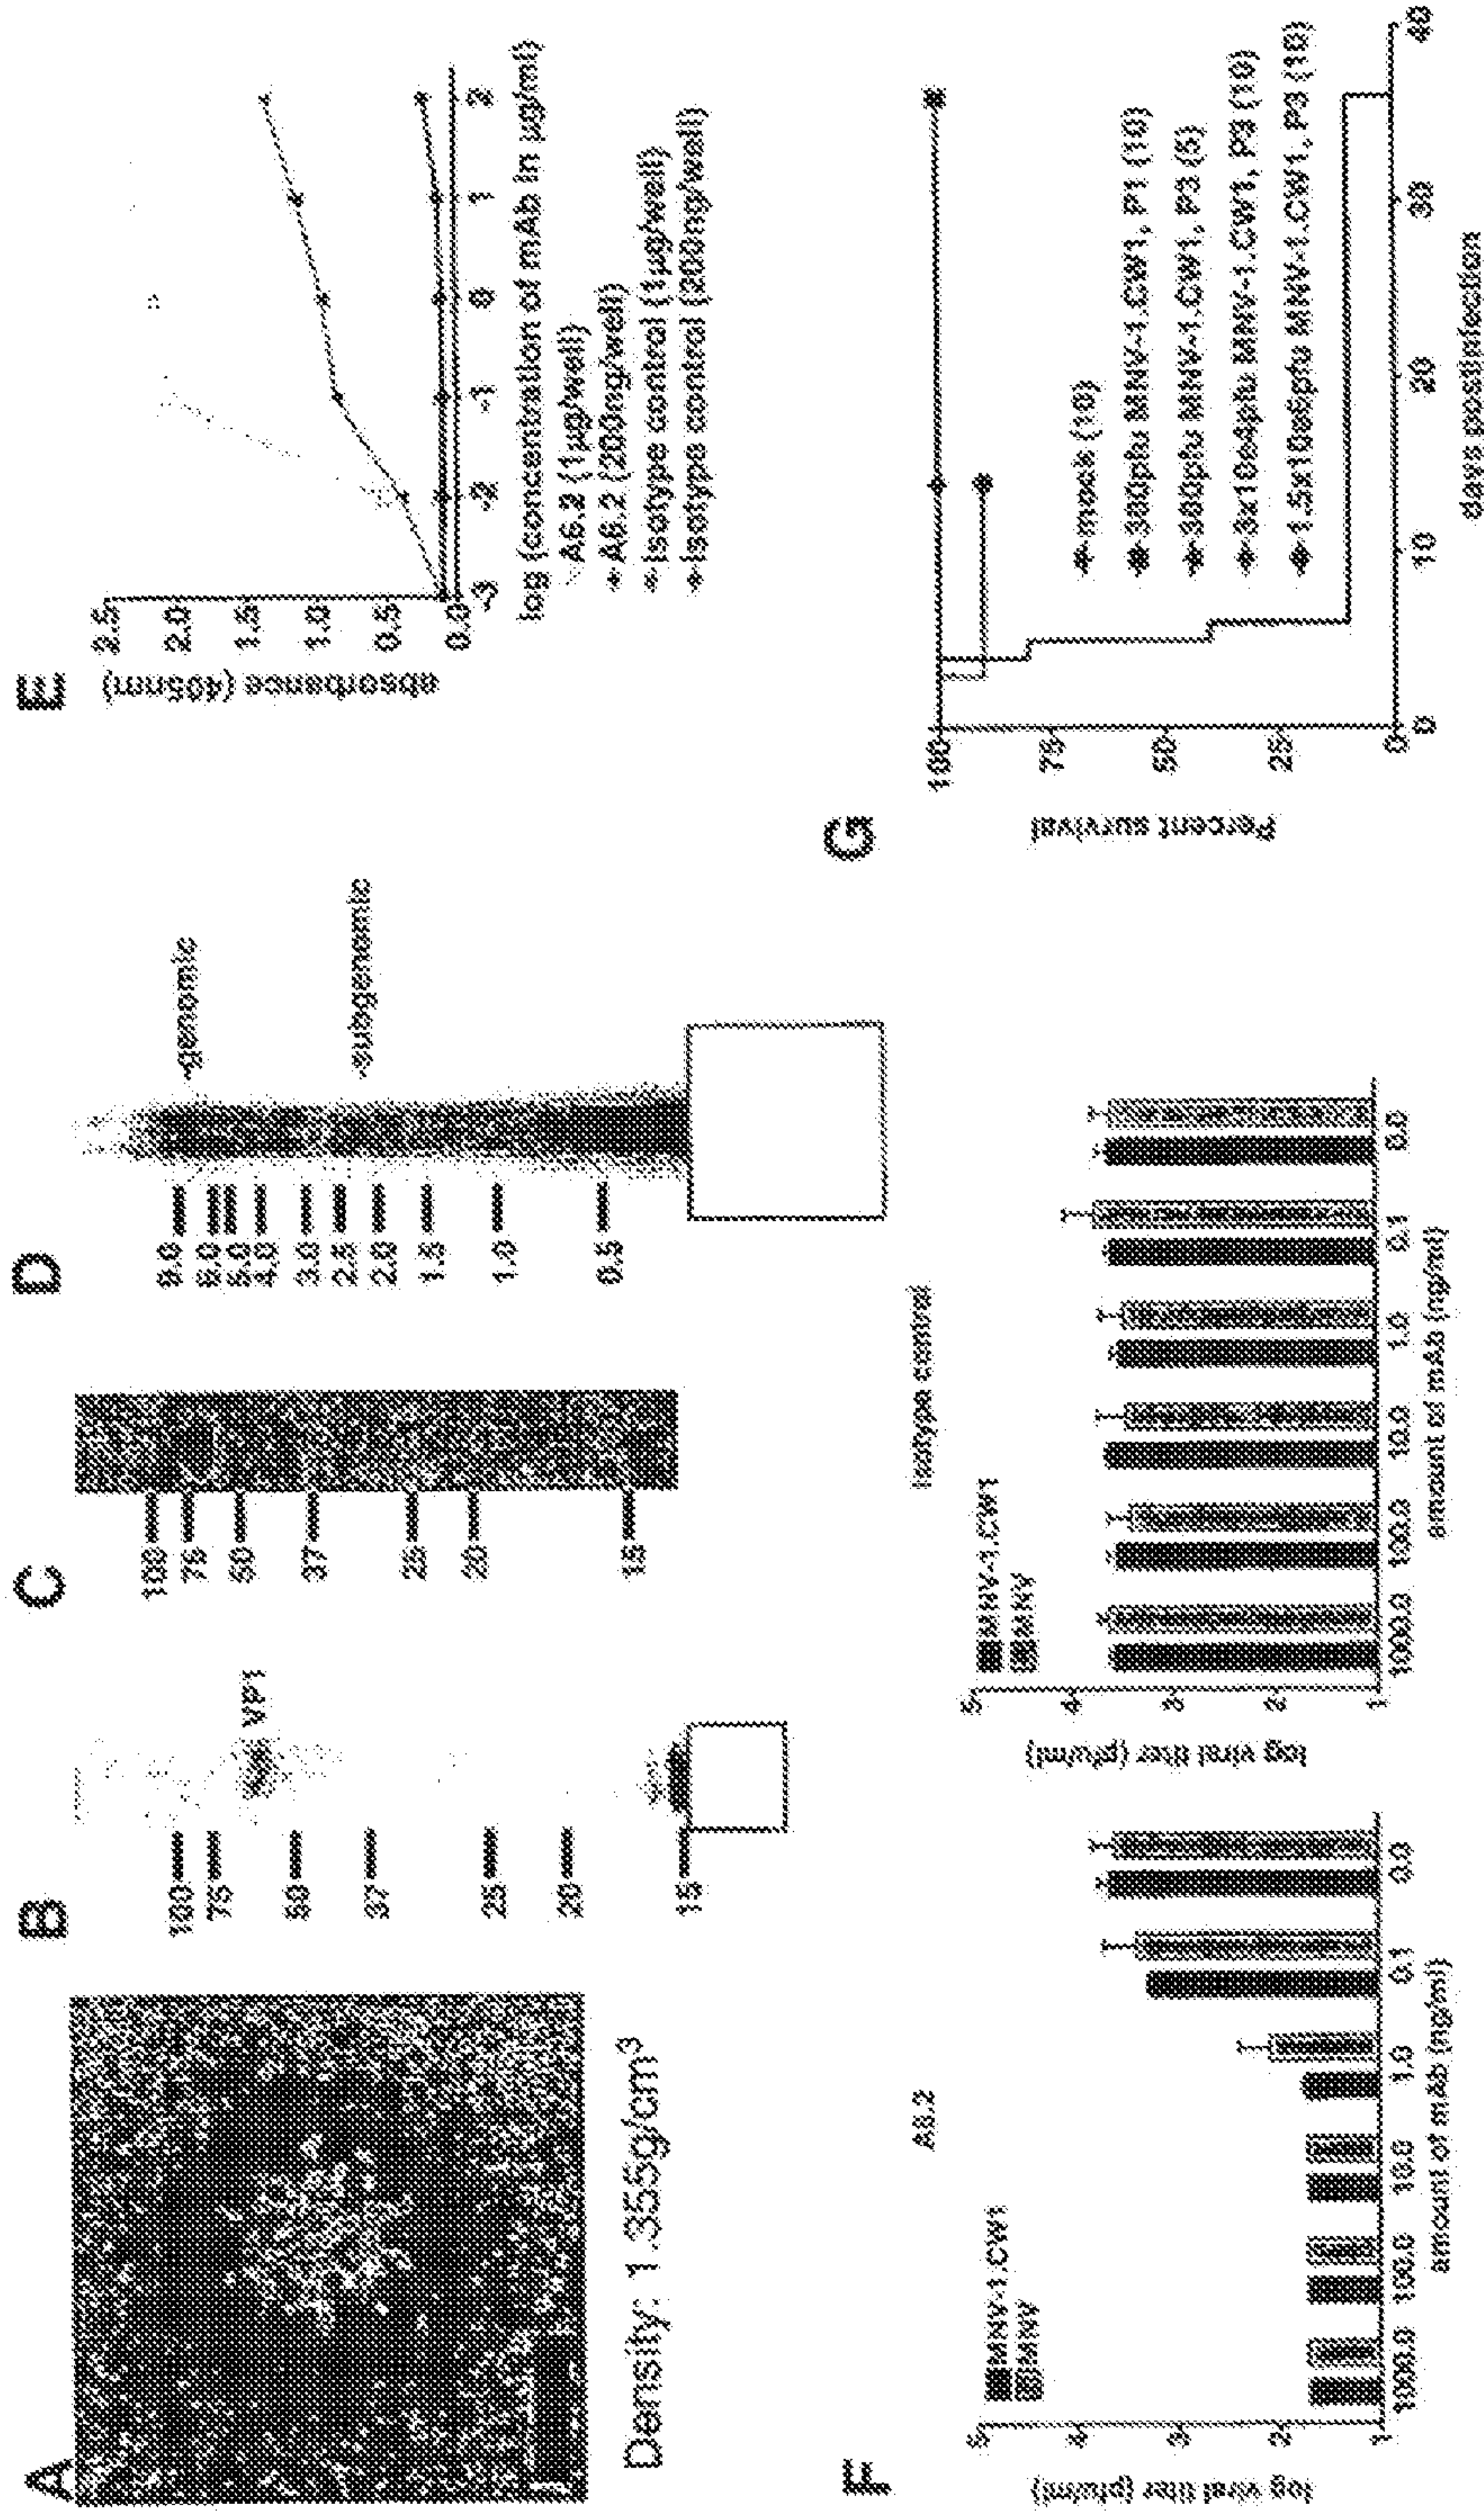 A
Density: 1.355g/cm³
B
100
75
50
37
25
20
15
VP1
C
100
75
50
37
25
20
15
D
9.0
6.0
5.0
4.0
3.0
2.5
2.0
1.5
1.0
0.5
genomic
subgenomic
E
absorbance (405nm)
2.5
2.0
1.5
1.0
0.5
0.0
-3
-2
-1
0
1
2
log (concentration of mAb in µg/ml)
A6.2 (1µg/well)
A6.2 (200ng/well)
isotype control (1µg/well)
isotype control (200ng/well)
F
A6.2
MNV-1.CW1
MNV
log viral titer (pfu/ml)
5
4
3
2
1
1000.0
100.0
10.0
1.0
0.1
0.0
amount of mAb (ng/ml)
isotype control
MNV-1.CW1
MNV
log viral titer (pfu/ml)
5
4
3
2
1
1000.0
100.0
10.0
1.0
0.1
0.0
amount of mAb (ng/ml)
G
Percent survival
100
75
50
25
0
0
10
20
30
40
days postinfection
mock (10)
300pfu MNV-1.CW1, P1 (10)
300pfu MNV-1.CW1, P3 (5)
3x10e4pfu MNV-1.CW1, P3 (10)
1.5x10e6pfu MNV-1.CW1, P3 (10)